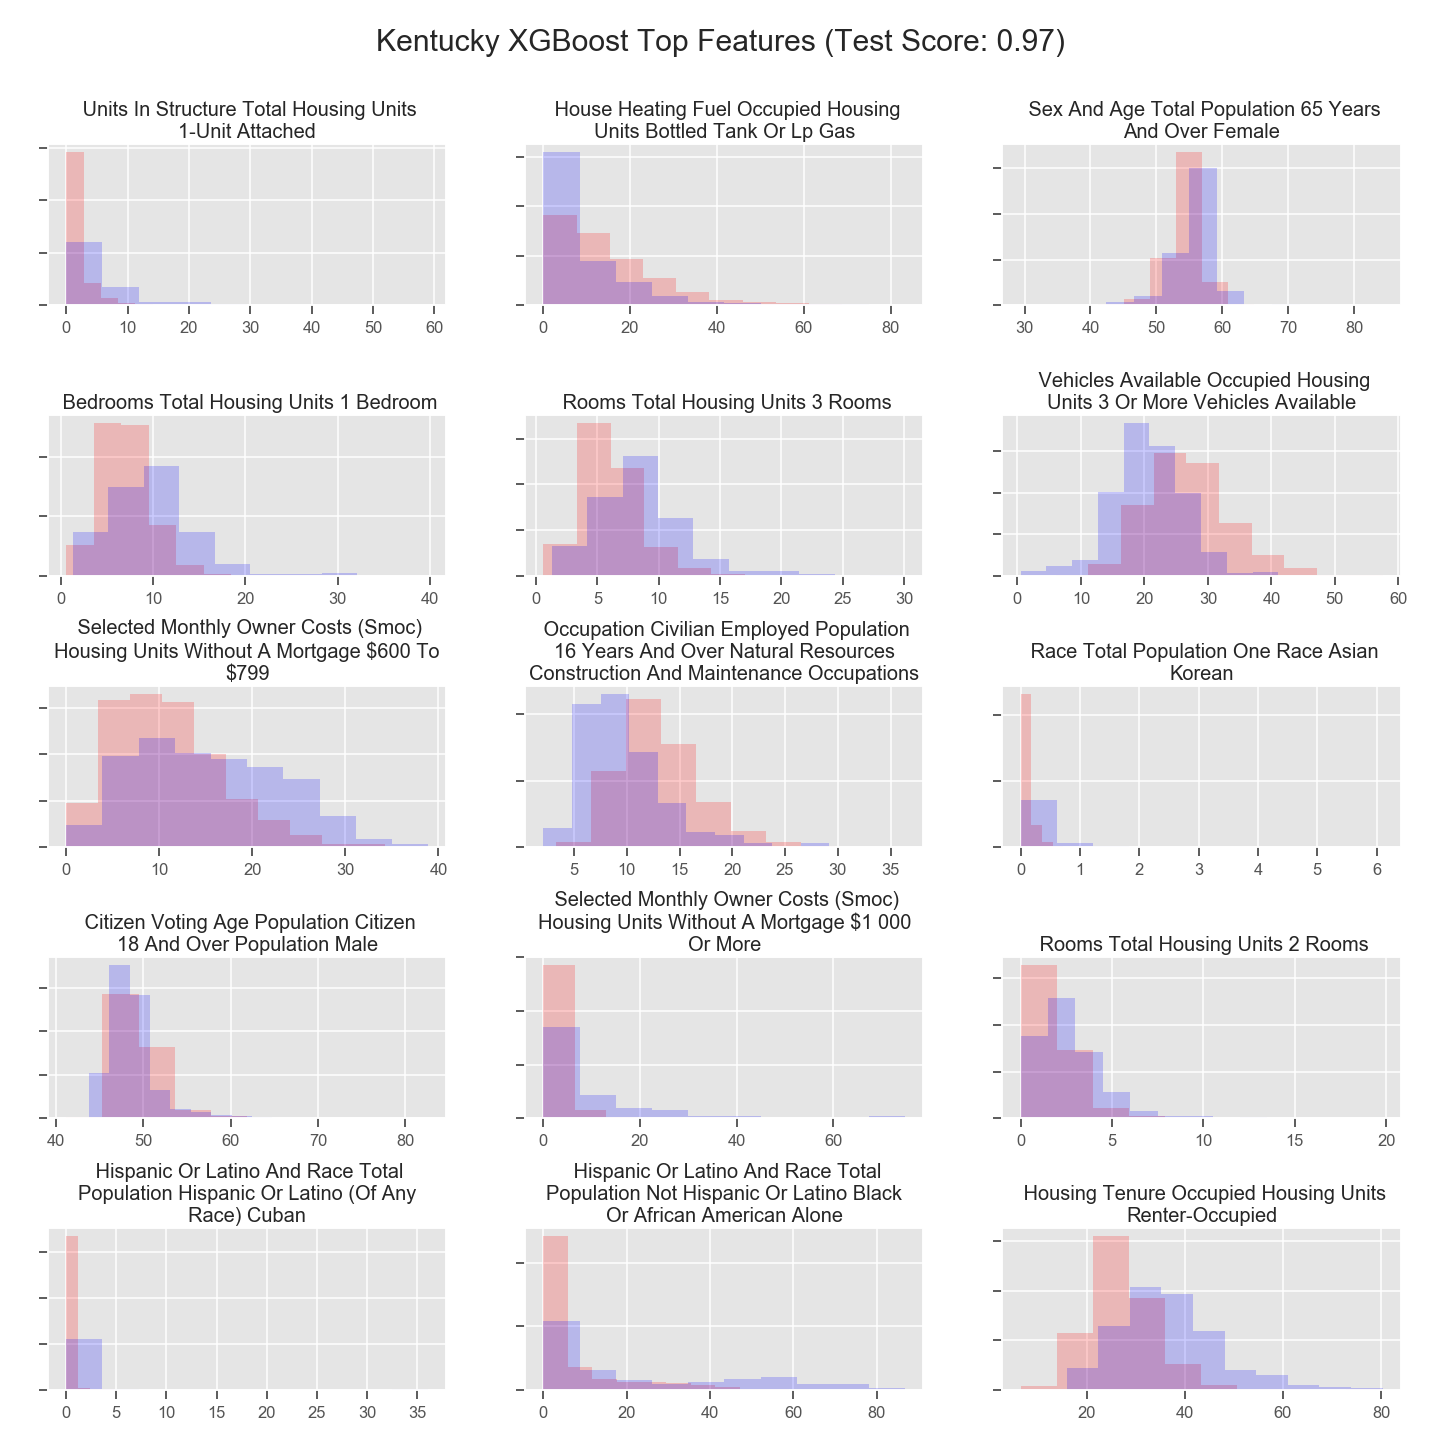 Kentucky XGBoost Top Features (Test Score: 0.97)
Units In Structure Total Housing Units
1-Unit Attached
0 10 20 30 40 50 60
House Heating Fuel Occupied Housing
Units Bottled Tank Or Lp Gas
0 20 40 60 80
Sex And Age Total Population 65 Years
And Over Female
30 40 50 60 70 80
Bedrooms Total Housing Units 1 Bedroom
0 10 20 30 40
Rooms Total Housing Units 3 Rooms
0 5 10 15 20 25 30
Vehicles Available Occupied Housing
Units 3 Or More Vehicles Available
0 10 20 30 40 50 60
Selected Monthly Owner Costs (Smoc)
Housing Units Without A Mortgage $600 To
$799
0 10 20 30 40
Occupation Civilian Employed Population
16 Years And Over Natural Resources
Construction And Maintenance Occupations
5 10 15 20 25 30 35
Race Total Population One Race Asian
Korean
0 1 2 3 4 5 6
Citizen Voting Age Population Citizen
18 And Over Population Male
40 50 60 70 80
Selected Monthly Owner Costs (Smoc)
Housing Units Without A Mortgage $1 000
Or More
0 20 40 60
Rooms Total Housing Units 2 Rooms
0 5 10 15 20
Hispanic Or Latino And Race Total
Population Hispanic Or Latino (Of Any
Race) Cuban
0 5 10 15 20 25 30 35
Hispanic Or Latino And Race Total
Population Not Hispanic Or Latino Black
Or African American Alone
0 20 40 60 80
Housing Tenure Occupied Housing Units
Renter-Occupied
20 40 60 80